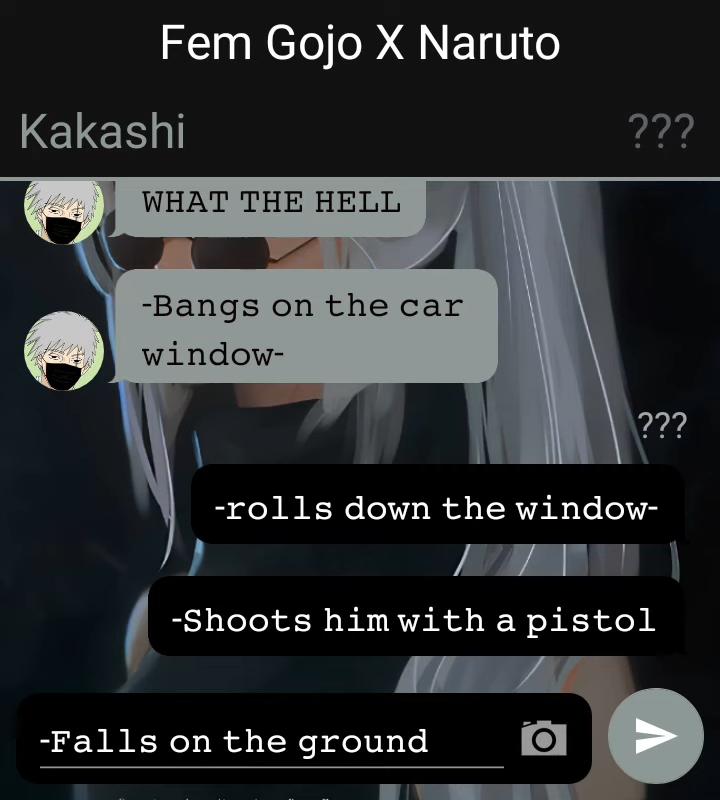 Fem Gojo X Naruto
Kakashi
???
WHAT THE HELL
-Bangs on the car
window-
???
-rolls down the window-
-Shoots him with a pistol
-Falls on the ground